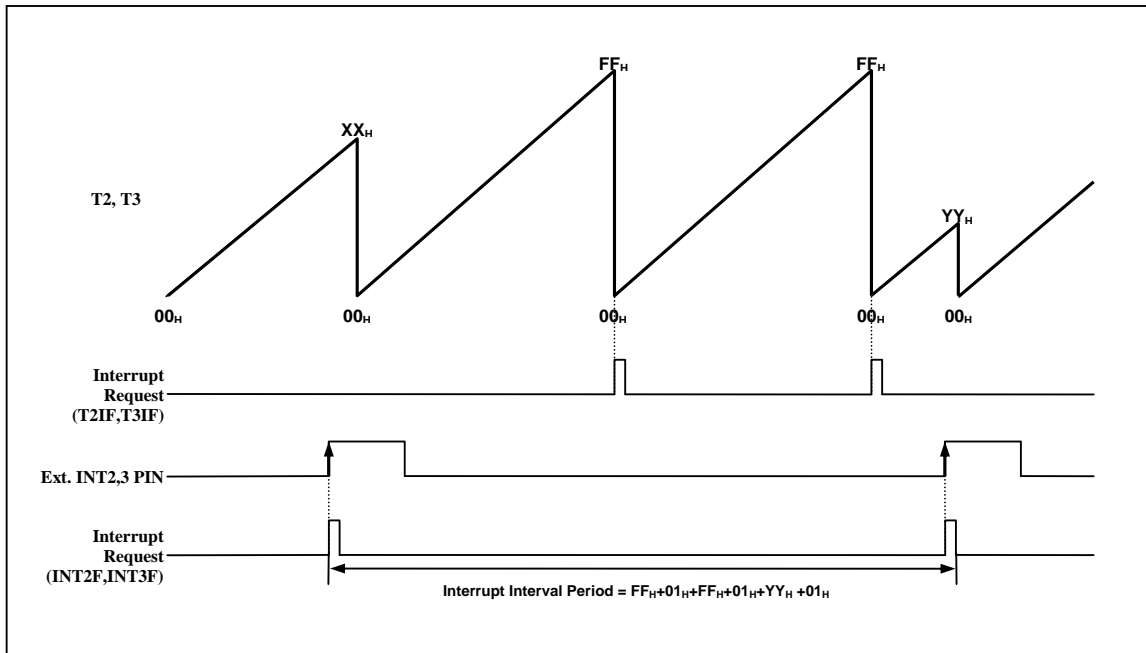 FFH FFH
XXH
T2, T3
YYH
00H 00H 00H 00H 00H
Interrupt
Request
(T2IF,T3IF)
Ext. INT2,3 PIN
Interrupt
Request
(INT2F,INT3F)
Interrupt Interval Period = FFH+01H+FFH+01H+YYH +01H